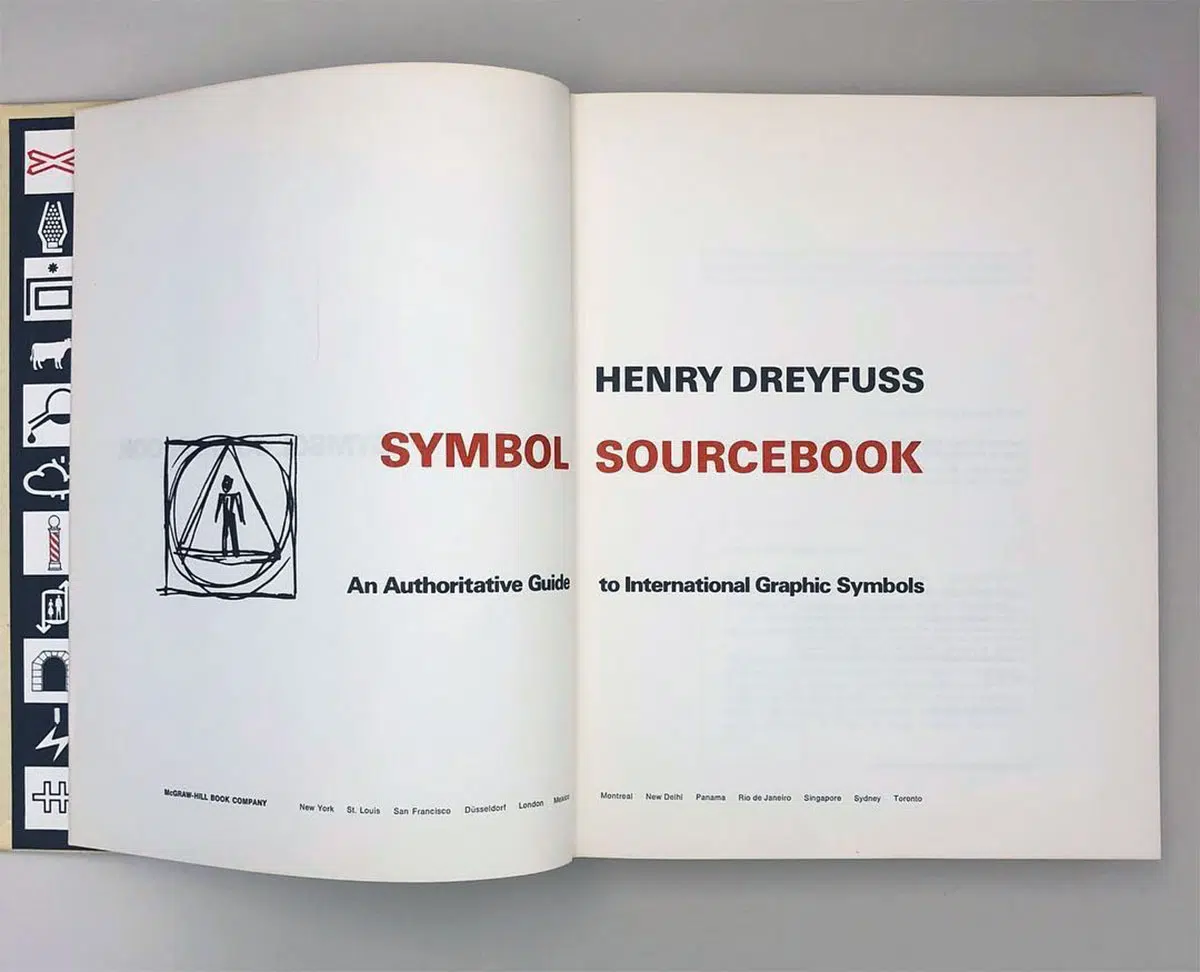 HENRY DREYFUSS
SYMBOL SOURCEBOOK
An Authoritative Guide to International Graphic Symbols
McGRAW-HILL BOOK COMPANY New York St. Louis San Francisco Düsseldorf London Mexico Montreal New Delhi Panama Rio de Janeiro Singapore Sydney Toronto